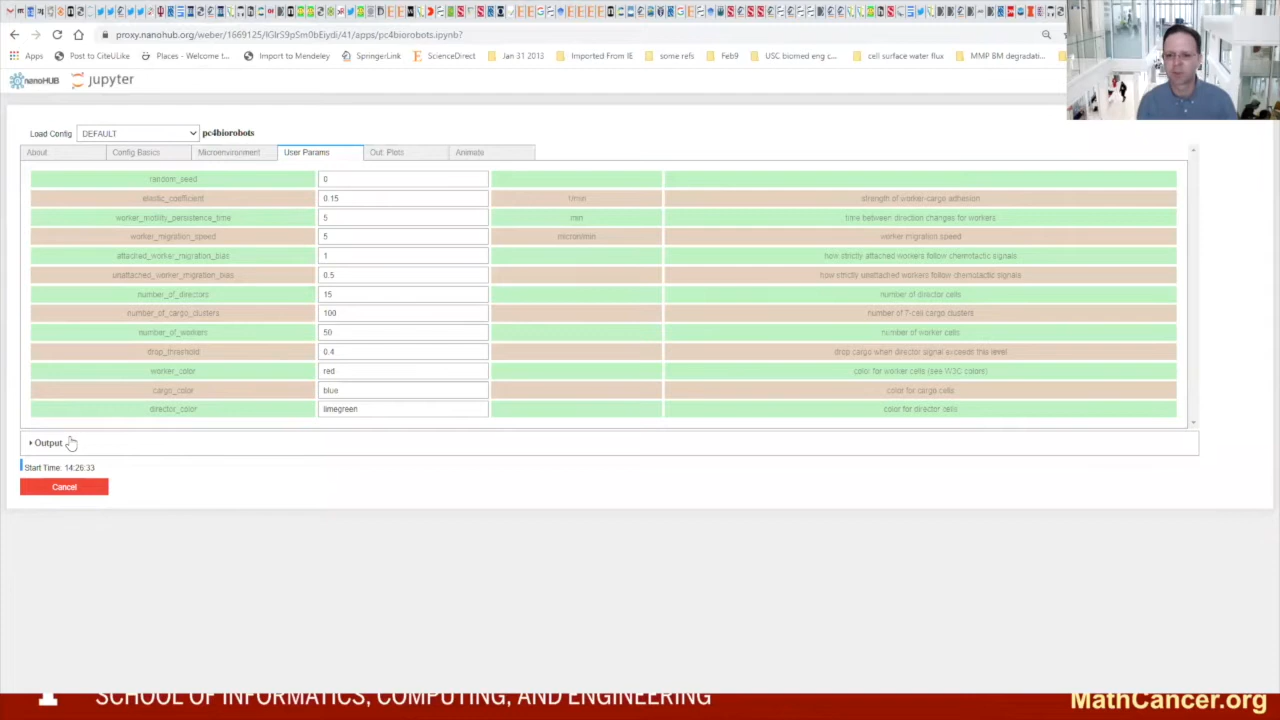 proxy.nanohub.org/weber/1669125/iGlrS9pSm0bEiydi/41/apps/pc4biorobots.ipynb?
Apps Post to CiteULike Places - Welcome t... Import to Mendeley SpringerLink ScienceDirect Jan 31 2013 Imported From IE some refs Feb9 USC biomed eng c... cell surface water flux MMP BM degradati...
nanoHUB jupyter
Load Config DEFAULT pc4biorobots
About Config Basics Microenvironment User Params Out: Plots Animate
random_seed 0
elastic_coefficient 0.15 1/min strength of worker-cargo adhesion
worker_motility_persistence_time 5 min time between direction changes for workers
worker_migration_speed 5 micron/min worker migration speed
attached_worker_migration_bias 1 how strictly attached workers follow chemotactic signals
unattached_worker_migration_bias 0.5 how strictly unattached workers follow chemotactic signals
number_of_directors 15 number of director cells
number_of_cargo_clusters 100 number of 7-cell cargo clusters
number_of_workers 50 number of worker cells
drop_threshold 0.4 drop cargo when director signal exceeds this level
worker_color red color for worker cells (see W3C colors)
cargo_color blue color for cargo cells
director_color limegreen color for director cells
Output
Start Time: 14:26:33
Cancel
SCHOOL OF INFORMATICS, COMPUTING, AND ENGINEERING
MathCancer.org